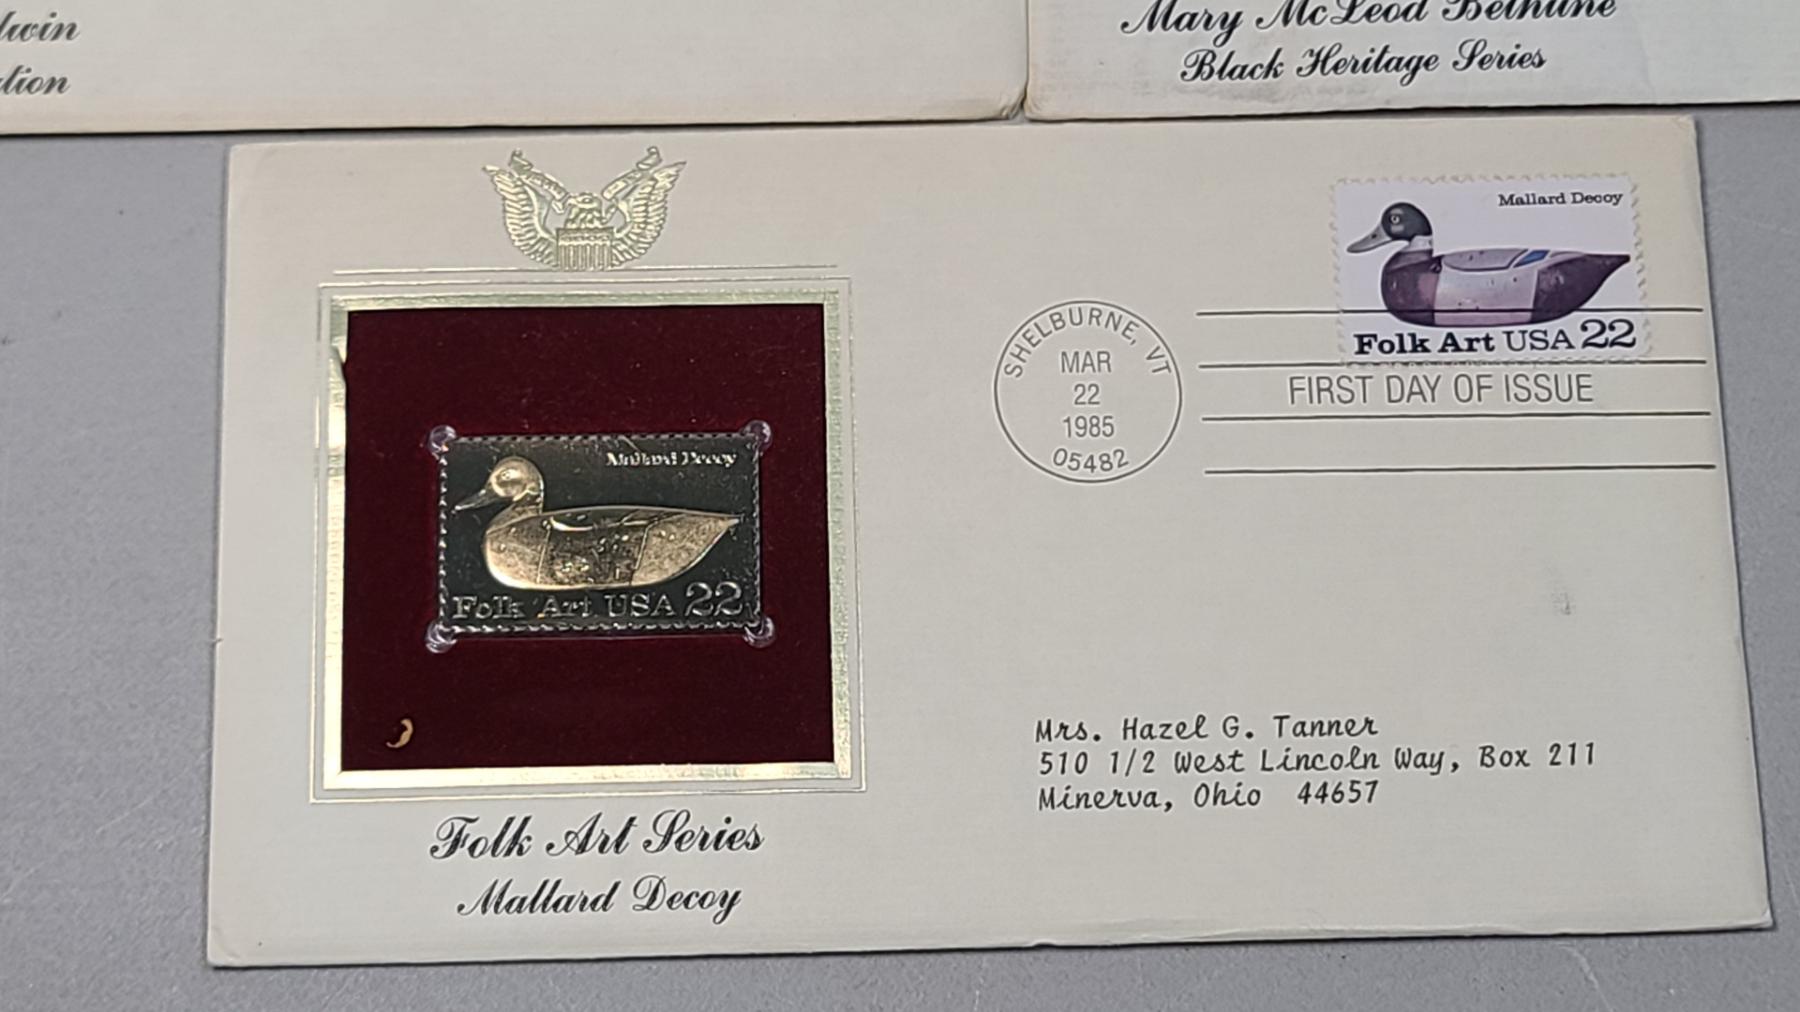 Mary McLeod Bethune
Black Heritage Series
Mallard Decoy
Folk Art USA 22
SHELBURNE, VT
MAR
22
1985
05482
FIRST DAY OF ISSUE
Mallard Decoy
Folk Art USA 22
Mrs. Hazel G. Tanner
510 1/2 West Lincoln Way, Box 211
Minerva, Ohio 44657
Folk Art Series
Mallard Decoy